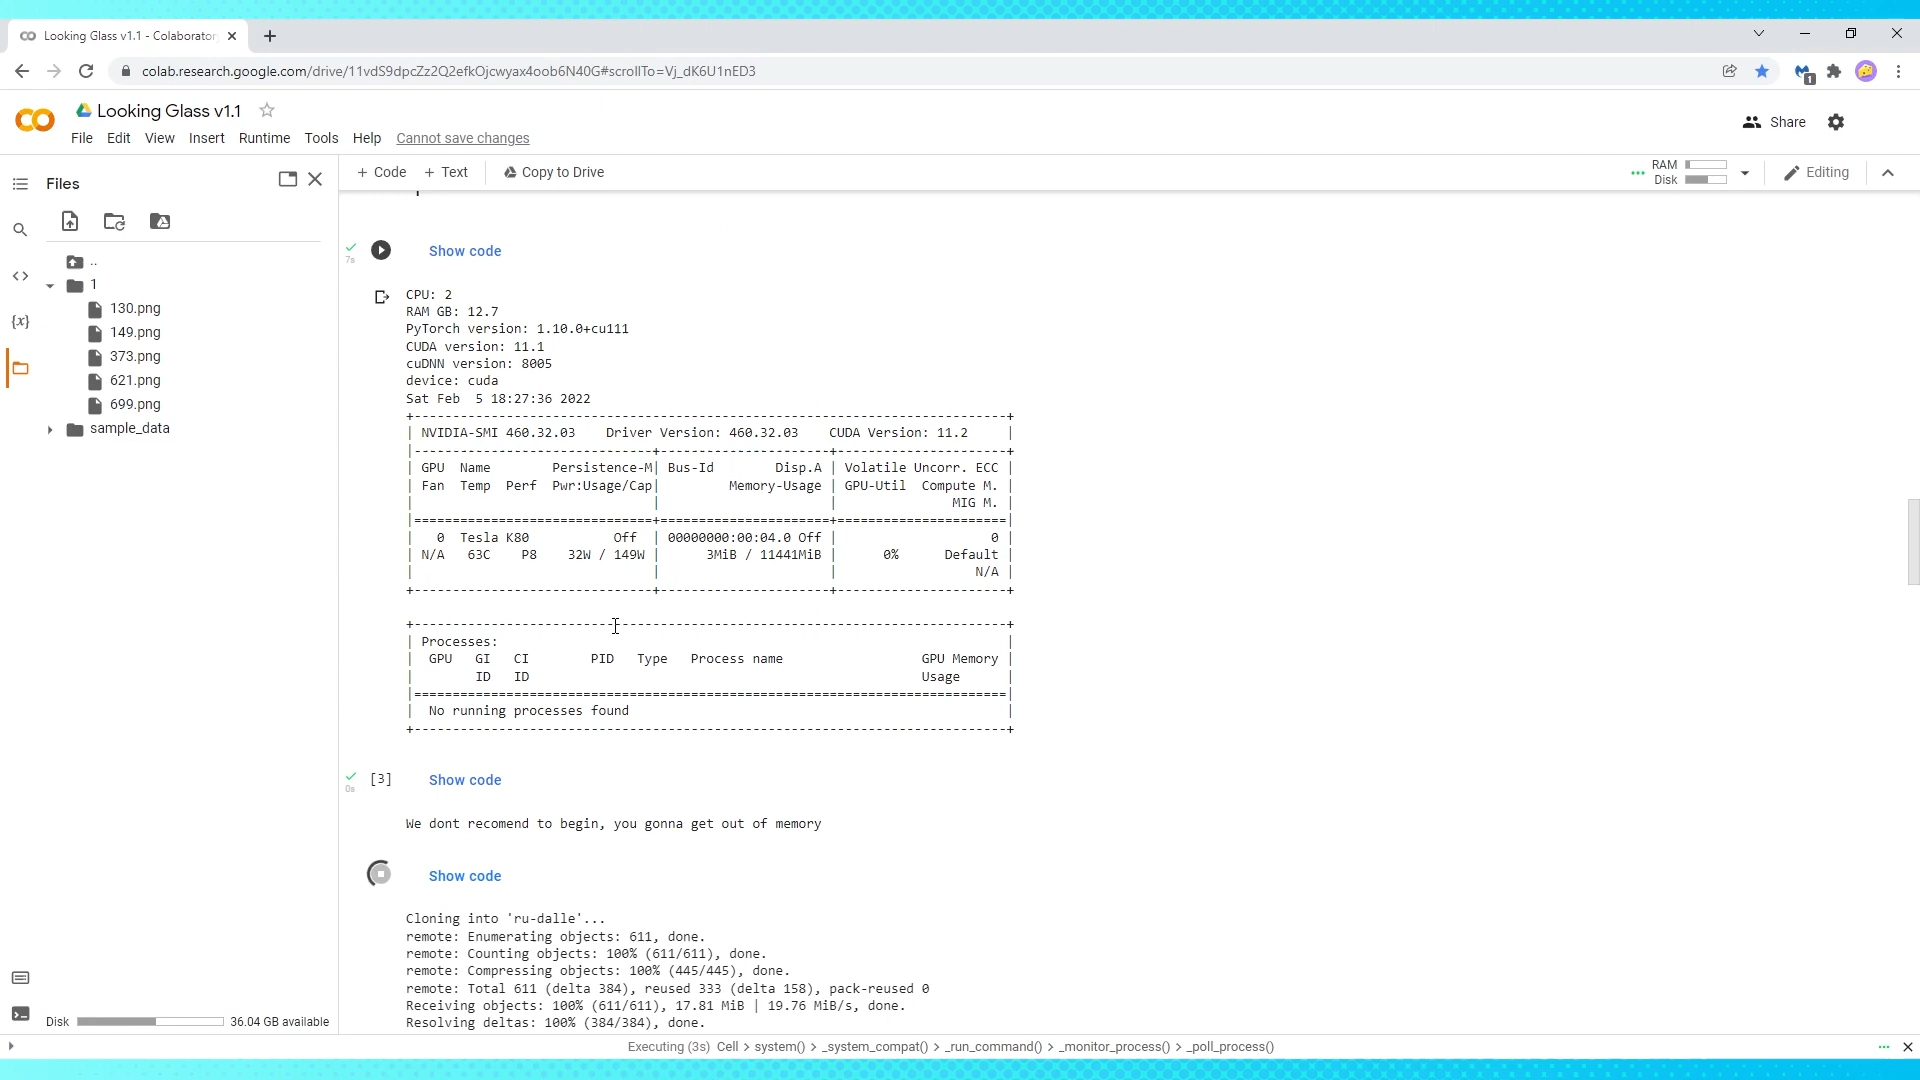 Looking Glass v1.1 - Colaborator
colab.research.google.com/drive/11vdS9dpcZz2Q2efkOjcwyax4oob6N40G#scrollTo=Vj_dK6U1nED3
1
Looking Glass v1.1
File Edit View Insert Runtime Tools Help Cannot save changes
Share
Files
+ Code + Text Copy to Drive
RAM
Disk
Editing
..
1
130.png
149.png
373.png
621.png
699.png
sample_data
{x}
7s
Show code
CPU: 2
RAM GB: 12.7
PyTorch version: 1.10.0+cu111
CUDA version: 11.1
cuDNN version: 8005
device: cuda
Sat Feb  5 18:27:36 2022
+-----------------------------------------------------------------------------+
| NVIDIA-SMI 460.32.03    Driver Version: 460.32.03    CUDA Version: 11.2     |
|-------------------------------+----------------------+----------------------+
| GPU  Name        Persistence-M| Bus-Id        Disp.A | Volatile Uncorr. ECC |
| Fan  Temp  Perf  Pwr:Usage/Cap|         Memory-Usage | GPU-Util  Compute M. |
|                               |                      |               MIG M. |
|===============================+======================+======================|
|   0  Tesla K80           Off  | 00000000:00:04.0 Off |                    0 |
| N/A   63C    P8    32W / 149W |      3MiB / 11441MiB |      0%      Default |
|                               |                      |                  N/A |
+-------------------------------+----------------------+----------------------+
+-----------------------------------------------------------------------------+
| Processes:                                                                  |
|  GPU   GI   CI        PID   Type   Process name                  GPU Memory |
|        ID   ID                                                   Usage      |
|=============================================================================|
|  No running processes found                                                 |
+-----------------------------------------------------------------------------+
[3] Show code
0s
We dont recomend to begin, you gonna get out of memory
Show code
Cloning into 'ru-dalle'...
remote: Enumerating objects: 611, done.
remote: Counting objects: 100% (611/611), done.
remote: Compressing objects: 100% (445/445), done.
remote: Total 611 (delta 384), reused 333 (delta 158), pack-reused 0
Receiving objects: 100% (611/611), 17.81 MiB | 19.76 MiB/s, done.
Resolving deltas: 100% (384/384), done.
Disk 36.04 GB available
Executing (3s) Cell > system() > _system_compat() > _run_command() > _monitor_process() > _poll_process()